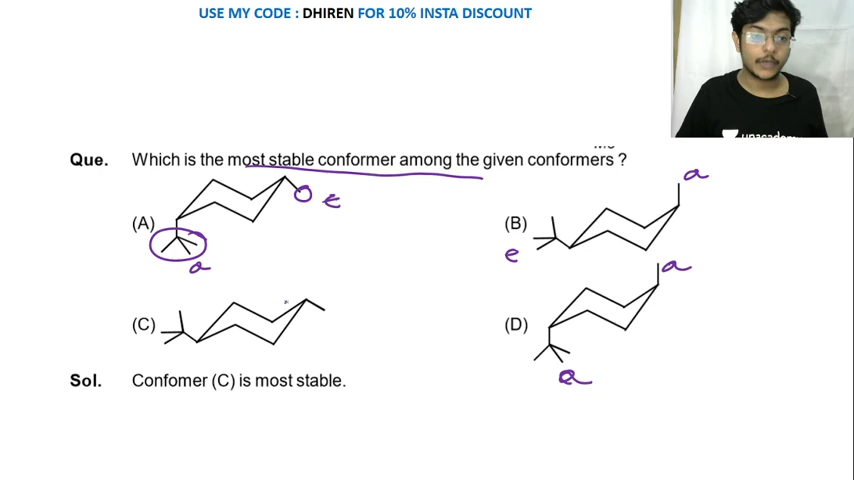 USE MY CODE : DHIREN FOR 10% INSTA DISCOUNT
Que. Which is the most stable conformer among the given conformers ?
(A)
e
a
(B)
a
e
(C)
(D)
a
a
Sol. Confomer (C) is most stable.